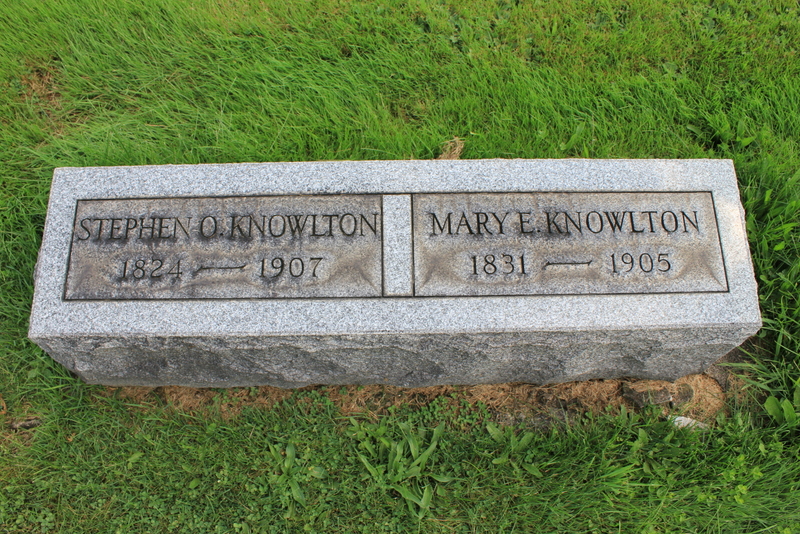 STEPHEN O. KNOWLTON
1824 — 1907
MARY E. KNOWLTON
1831 — 1905